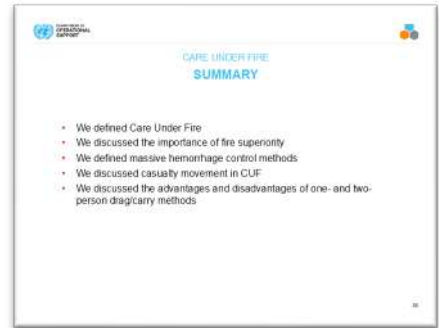 OPERATIONAL
SUPPORT
CARE UNDER FIRE
SUMMARY
• We defined Care Under Fire
• We discussed the importance of fire superiority
• We defined massive hemorrhage control methods
• We discussed casualty movement in CUF
• We discussed the advantages and disadvantages of one- and two-
person drag/carry methods